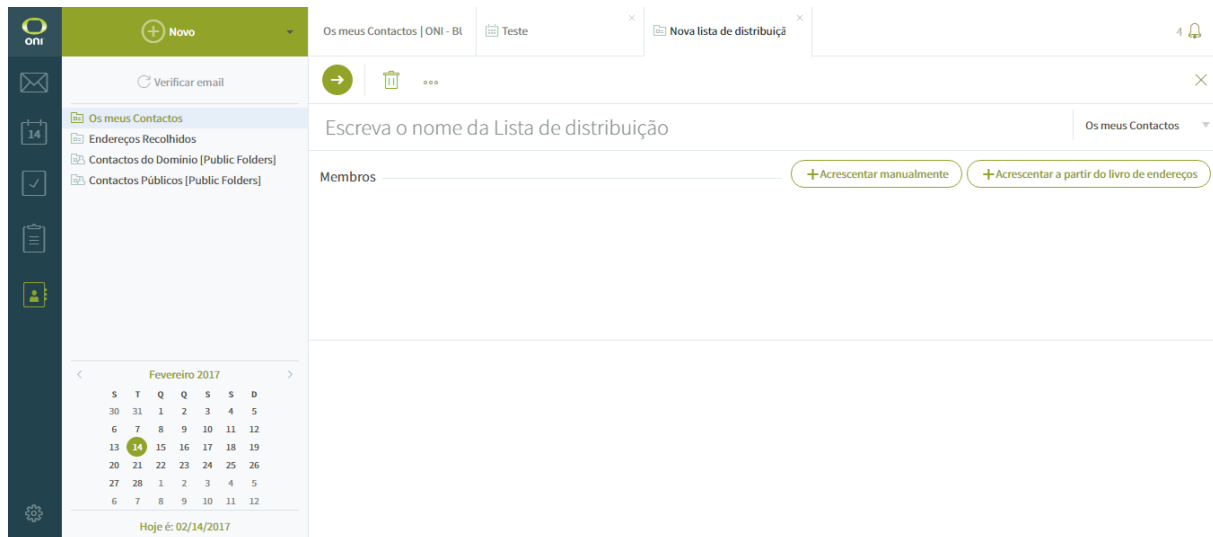 oni
Novo
Os meus Contactos | ONI - BL
Teste
Nova lista de distribuiçã
4
Verificar email
Os meus Contactos
Endereços Recolhidos
Contactos do Domínio [Public Folders]
Contactos Públicos [Public Folders]
14
Escreva o nome da Lista de distribuição
Os meus Contactos
Membros
Acrescentar manualmente
Acrescentar a partir do livro de endereços
Fevereiro 2017
S T Q Q S S D
30 31 1 2 3 4 5
6 7 8 9 10 11 12
13 14 15 16 17 18 19
20 21 22 23 24 25 26
27 28 1 2 3 4 5
6 7 8 9 10 11 12
Hoje é: 02/14/2017